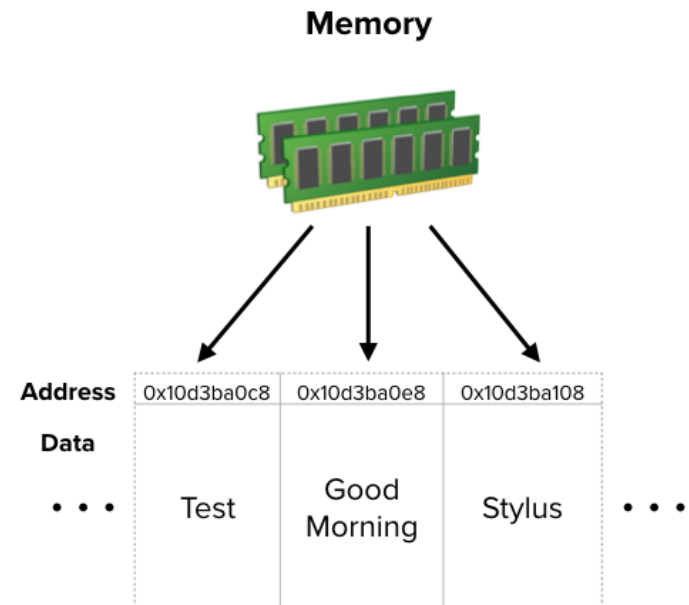 Memory
Address 0x10d3ba0c8 0x10d3ba0e8 0x10d3ba108
Data
• • • Test Good Morning Stylus • • •